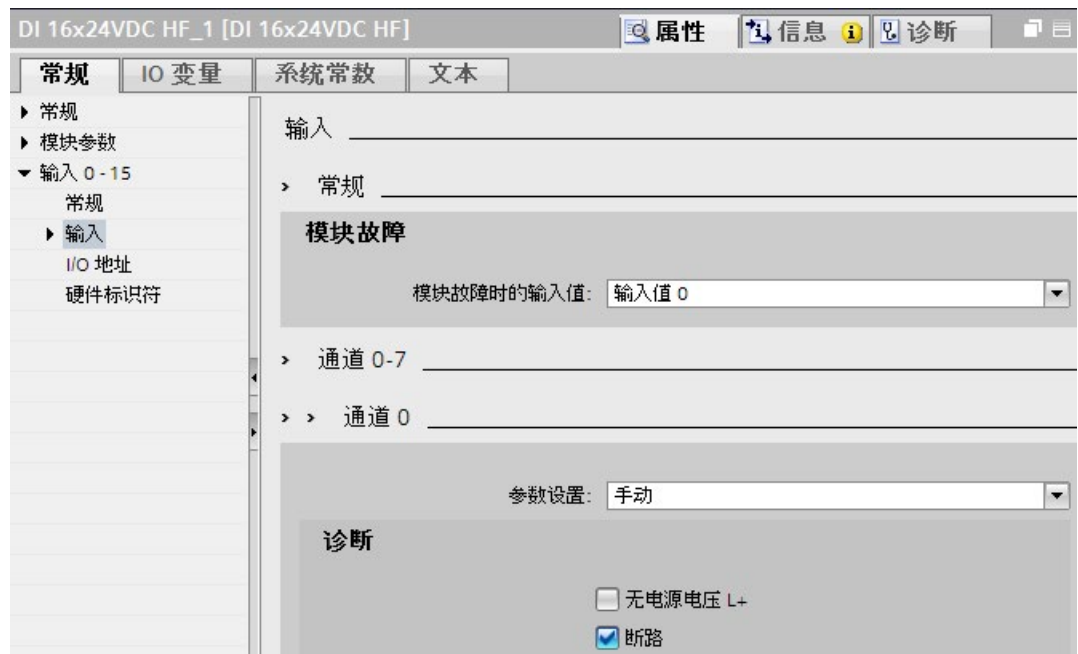 DI 16x24VDC HF_1 [DI 16x24VDC HF]
属性 信息 诊断
常规 IO 变量 系统常数 文本
常规
模块参数
输入 0 - 15
常规
输入
I/O 地址
硬件标识符
输入
常规
模块故障
模块故障时的输入值: 输入值 0
通道 0-7
通道 0
参数设置: 手动
诊断
无电源电压 L+
断路